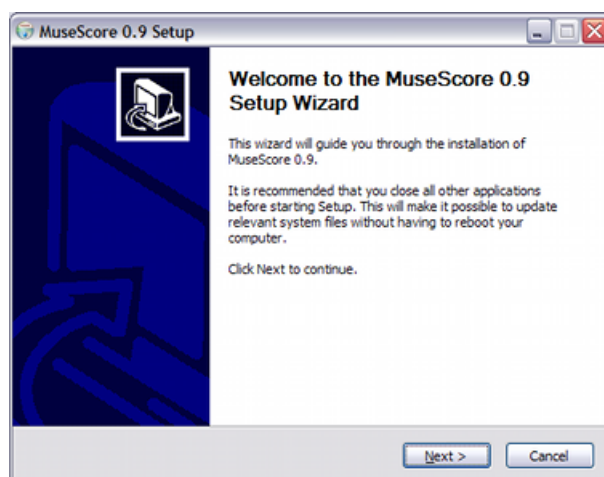 MuseScore 0.9 Setup
Welcome to the MuseScore 0.9
Setup Wizard
This wizard will guide you through the installation of
MuseScore 0.9.
It is recommended that you close all other applications
before starting Setup. This will make it possible to update
relevant system files without having to reboot your
computer.
Click Next to continue.
Next >
Cancel